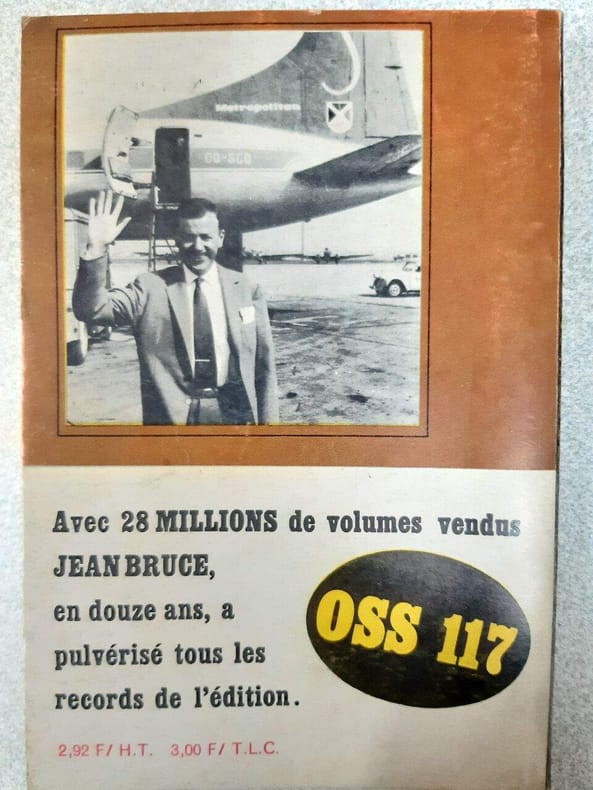 Metropolitan
OO-SCO
Avec 28 MILLIONS de volumes vendus
JEAN BRUCE,
en douze ans, a
pulvérisé tous les
records de l'édition.
OSS 117
2,92 F/ H.T. 3,00 F/ T.L.C.